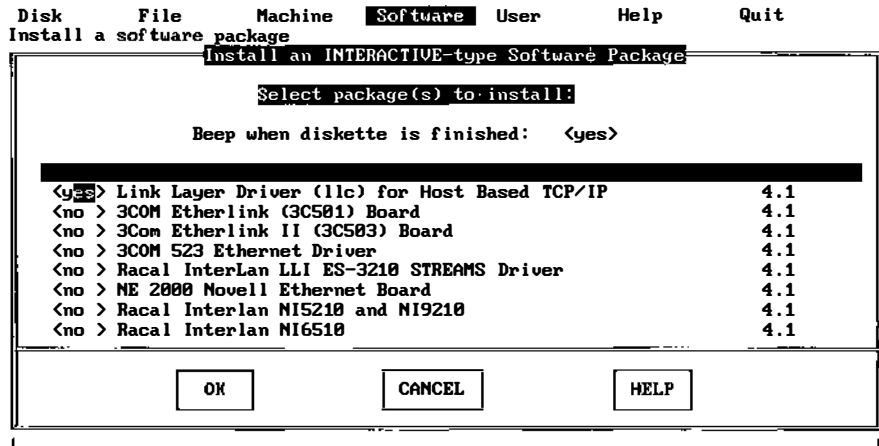 Disk File Machine Software User Help Quit
Install a software package
Install an INTERACTIVE-type Software Package
Select package(s) to install:
Beep when diskette is finished: <yes>
<yes> Link Layer Driver (llc) for Host Based TCP/IP 4.1
<no > 3COM Etherlink (3C501) Board 4.1
<no > 3Com Etherlink II (3C503) Board 4.1
<no > 3COM 523 Ethernet Driver 4.1
<no > Racal InterLan LLI ES-3210 STREAMS Driver 4.1
<no > NE 2000 Novell Ethernet Board 4.1
<no > Racal Interlan NI5210 and NI9210 4.1
<no > Racal Interlan NI6510 4.1
OK CANCEL HELP